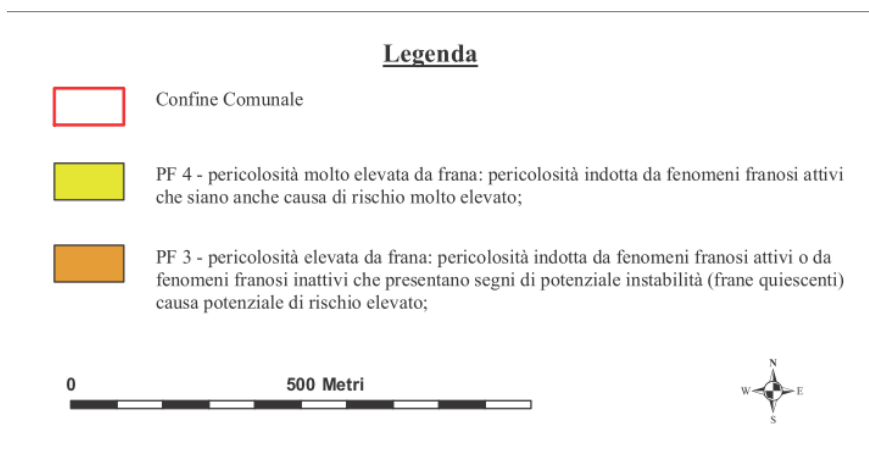 Legenda
Confine Comunale
PF 4 - pericolosità molto elevata da frana: pericolosità indotta da fenomeni franosi attivi
che siano anche causa di rischio molto elevato;
PF 3 - pericolosità elevata da frana: pericolosità indotta da fenomeni franosi attivi o da
fenomeni franosi inattivi che presentano segni di potenziale instabilità (frane quiescenti)
causa potenziale di rischio elevato;
0 500 Metri
N
W E
S